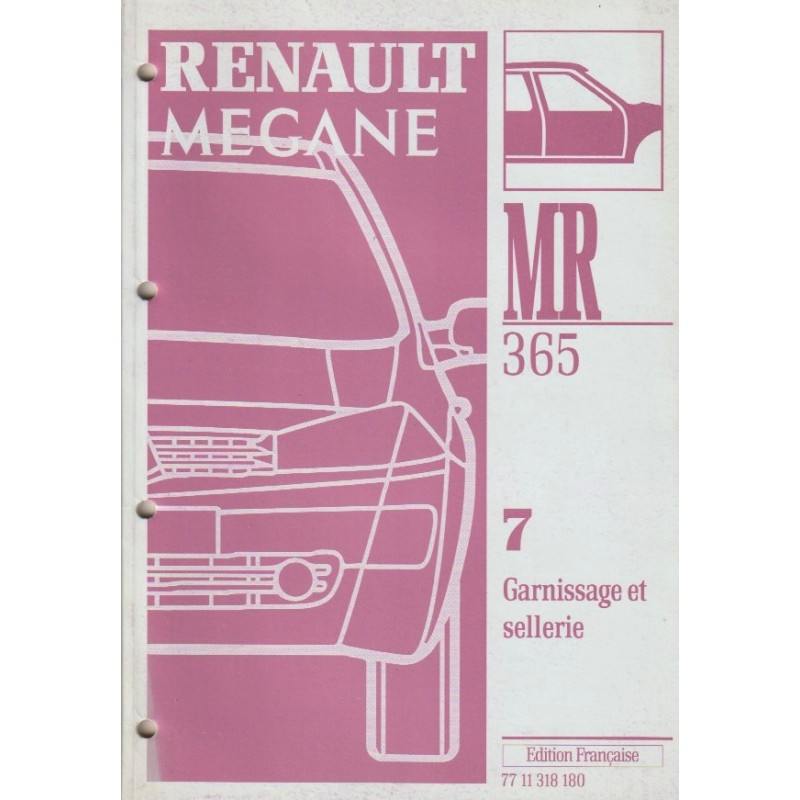 RENAULT
MEGANE
MR
365
7
Garnissage et
sellerie
Edition Française
77 11 318 180